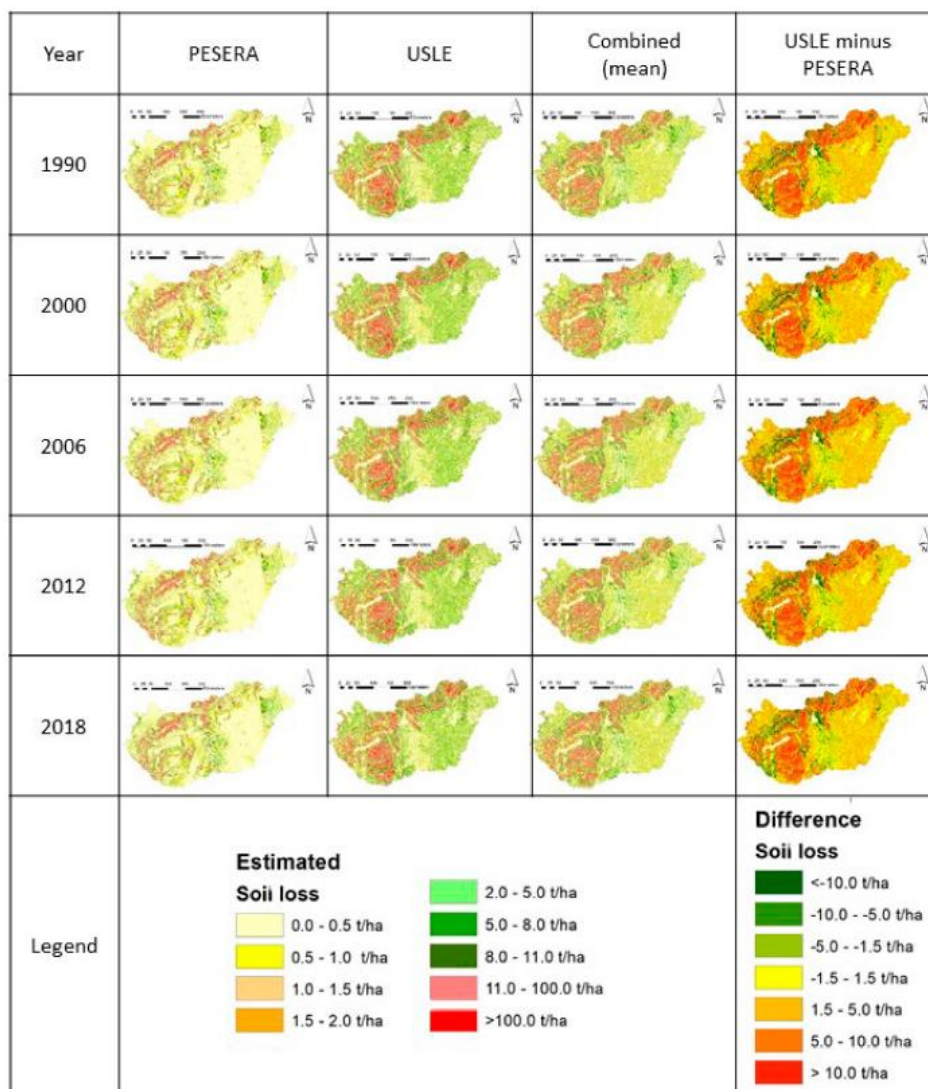 Year
PESERA
USLE
Combined
(mean)
USLE minus
PESERA
1990
N
N
N
N
2000
N
N
N
N
2006
N
N
N
N
2012
N
N
N
N
2018
N
N
N
N
Legend
Estimated
Soil loss
0.0 - 0.5 t/ha
0.5 - 1.0 t/ha
1.0 - 1.5 t/ha
1.5 - 2.0 t/ha
2.0 - 5.0 t/ha
5.0 - 8.0 t/ha
8.0 - 11.0 t/ha
11.0 - 100.0 t/ha
>100.0 t/ha
Difference
Soil loss
<-10.0 t/ha
-10.0 - -5.0 t/ha
-5.0 - -1.5 t/ha
-1.5 - 1.5 t/ha
1.5 - 5.0 t/ha
5.0 - 10.0 t/ha
> 10.0 t/ha